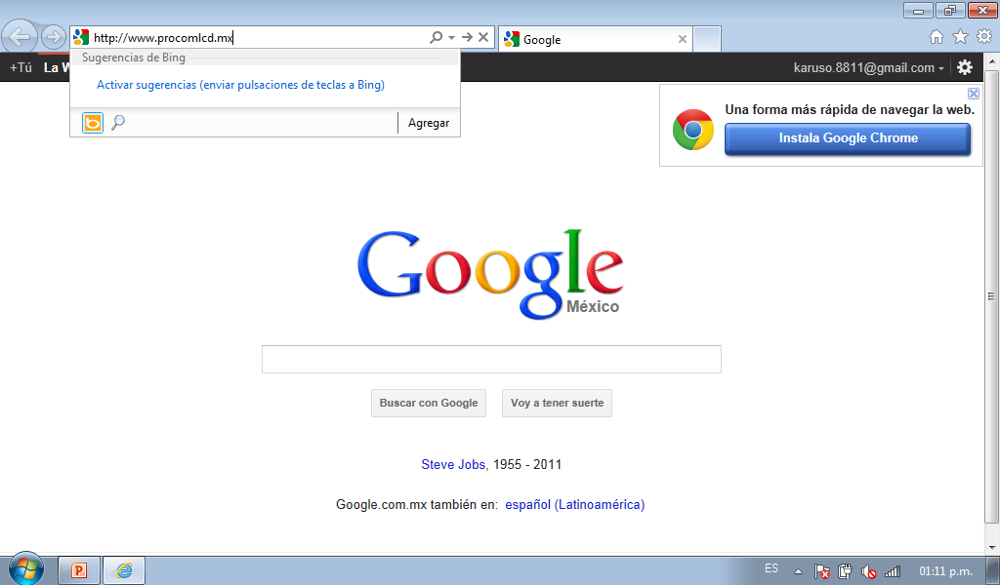 http://www.procomlcd.mx
Google
Sugerencias de Bing
Activar sugerencias (enviar pulsaciones de teclas a Bing)
Agregar
+Tú La W
karuso.8811@gmail.com
Una forma más rápida de navegar la web.
Instala Google Chrome
Google
México
Buscar con Google
Voy a tener suerte
Steve Jobs, 1955 - 2011
Google.com.mx también en: español (Latinoamérica)
ES
01:11 p.m.